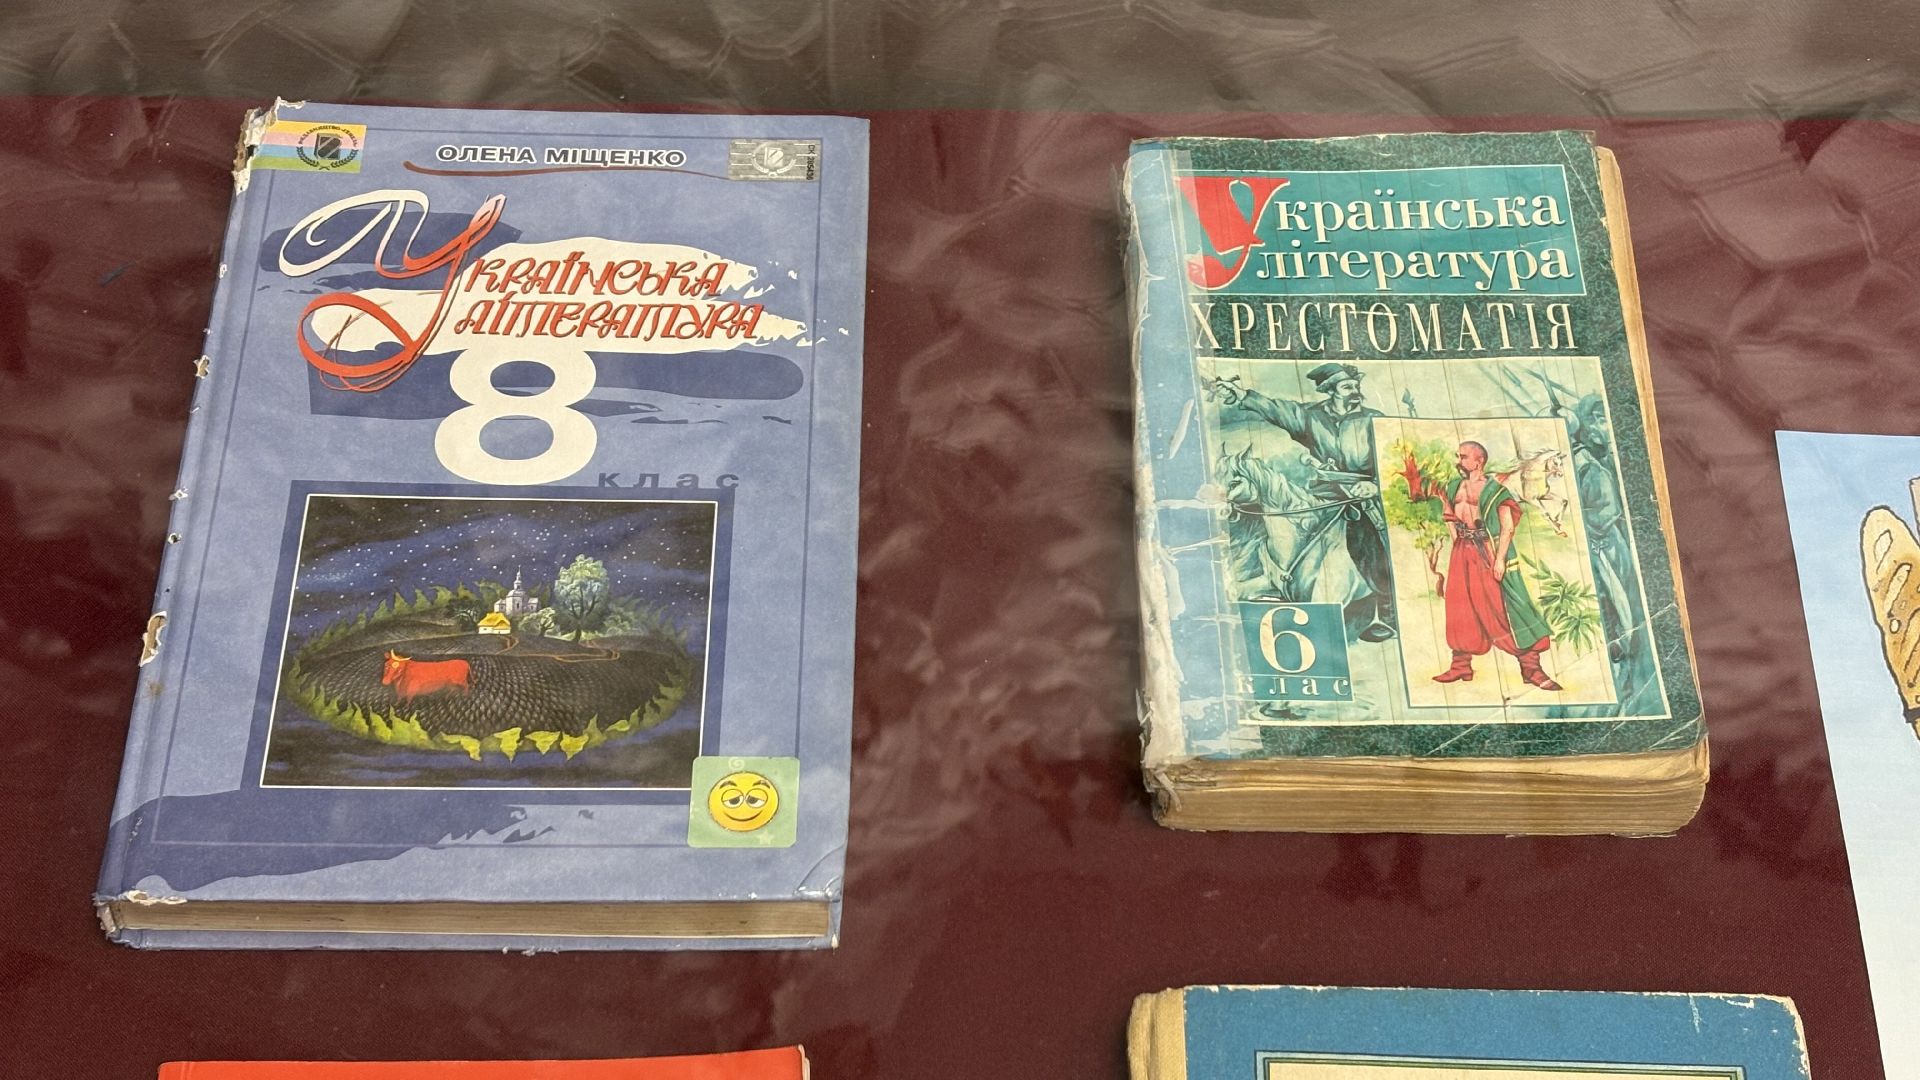 ОЛЕНА МІЩЕНКО
Українська
література
8
клас
Українська
література
ХРЕСТОМАТІЯ
6
клас